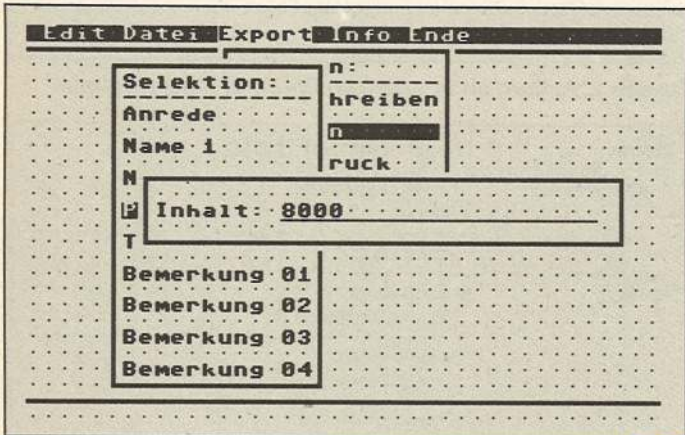 Edit Datei Export Info Ende
n:
Selektion:
hreiben
Anrede
n
Name 1
ruck
N
P
Inhalt: 8000
T
Bemerkung 01
Bemerkung 02
Bemerkung 03
Bemerkung 04